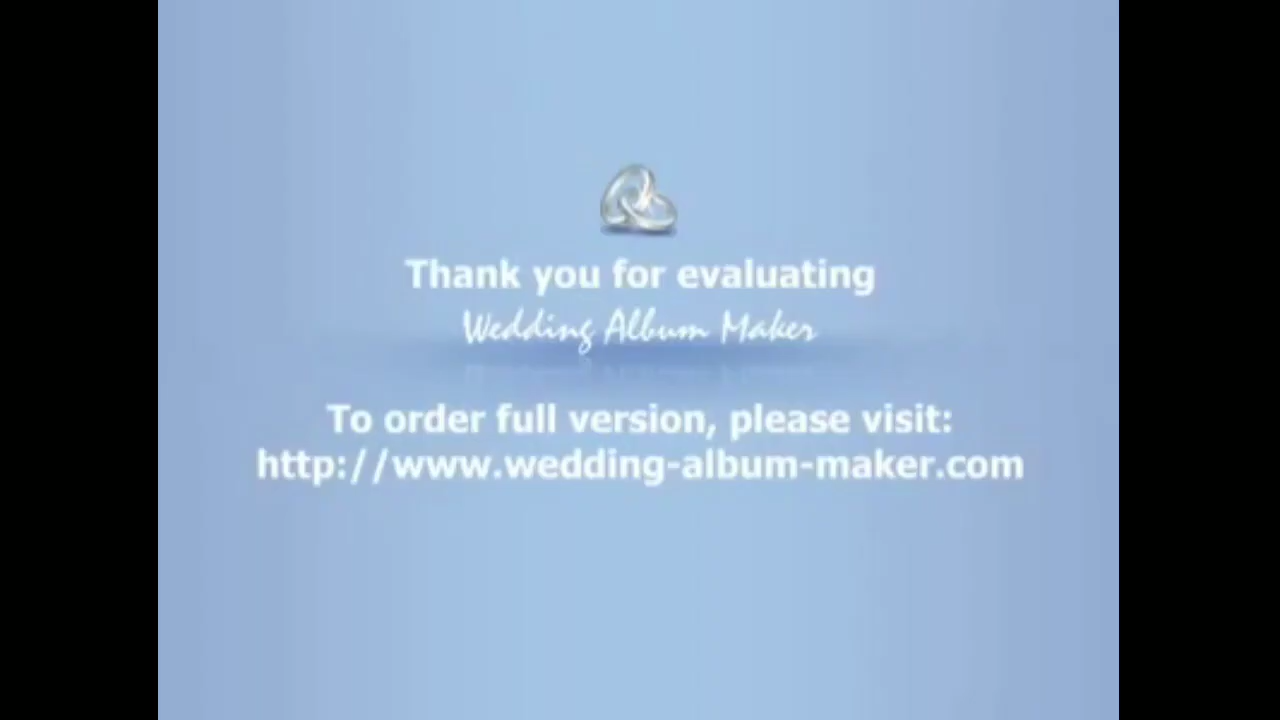 Thank you for evaluating
Wedding Album Maker
To order full version, please visit:
http://www.wedding-album-maker.com